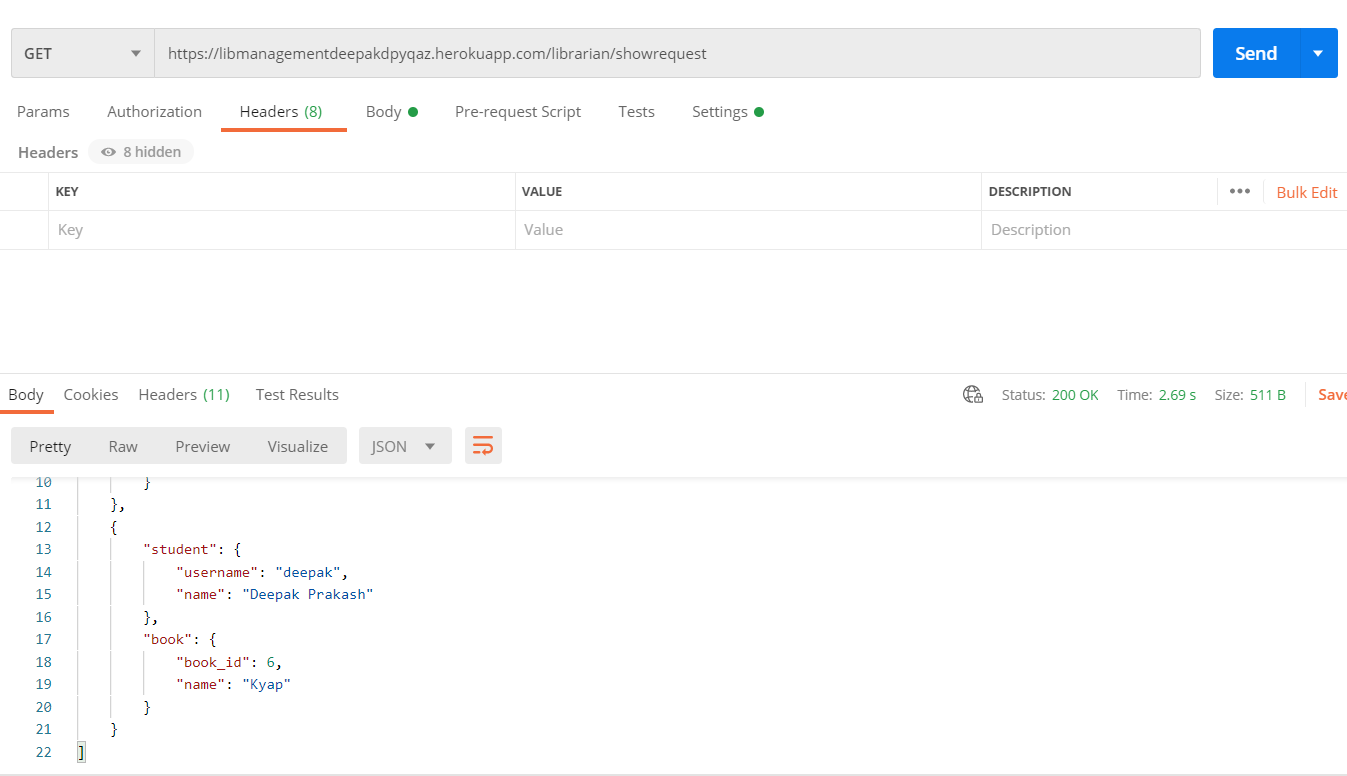 GET https://libmanagementdeepakdpyqaz.herokuapp.com/librarian/showrequest Send
Params Authorization Headers (8) Body Pre-request Script Tests Settings
Headers 8 hidden
KEY VALUE DESCRIPTION ••• Bulk Edit
Key Value Description
Body Cookies Headers (11) Test Results Status: 200 OK Time: 2.69 s Size: 511 B Save
Pretty Raw Preview Visualize JSON
10 }
11 },
12 {
13 "student": {
14 "username": "deepak",
15 "name": "Deepak Prakash"
16 },
17 "book": {
18 "book_id": 6,
19 "name": "Kyap"
20 }
21 }
22 ]